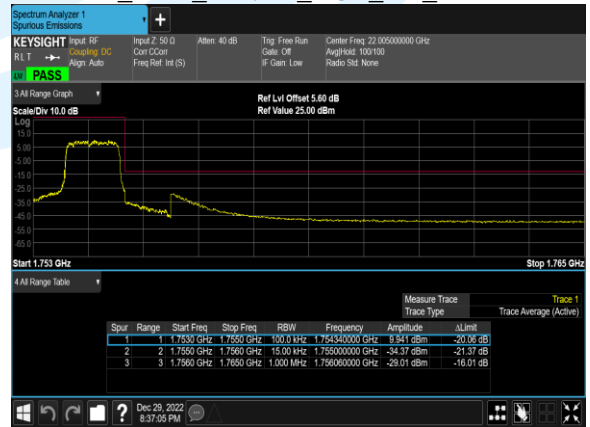 Spectrum Analyzer 1
Spurious Emissions
KEYSIGHT Input: RF Input Z: 50 Ω Atten: 40 dB Trig: Free Run Center Freq: 22.005000000 GHz
RLT Coupling: DC Corr CCorr Gate: Off Avg|Hold: 100/100
Align: Auto Freq Ref: Int (S) IF Gain: Low Radio Std: None
PASS
3 All Range Graph
Ref Lvl Offset 5.60 dB
Scale/Div 10.0 dB Ref Value 25.00 dBm
Log
15.0
5.00
-5.00
-15.0
-25.0
-35.0
-45.0
-55.0
-65.0
Start 1.753 GHz Stop 1.765 GHz
4 All Range Table
Measure Trace Trace 1
Trace Type Trace Average (Active)
Spur Range Start Freq Stop Freq RBW Frequency Amplitude ΔLimit
1 1 1.7530 GHz 1.7550 GHz 100.0 kHz 1.754340000 GHz 9.941 dBm -20.06 dB
2 2 1.7550 GHz 1.7560 GHz 15.00 kHz 1.755000000 GHz -34.37 dBm -21.37 dB
3 3 1.7560 GHz 1.7650 GHz 1.000 MHz 1.756060000 GHz -29.01 dBm -16.01 dB
Dec 29, 2022
8:37:05 PM